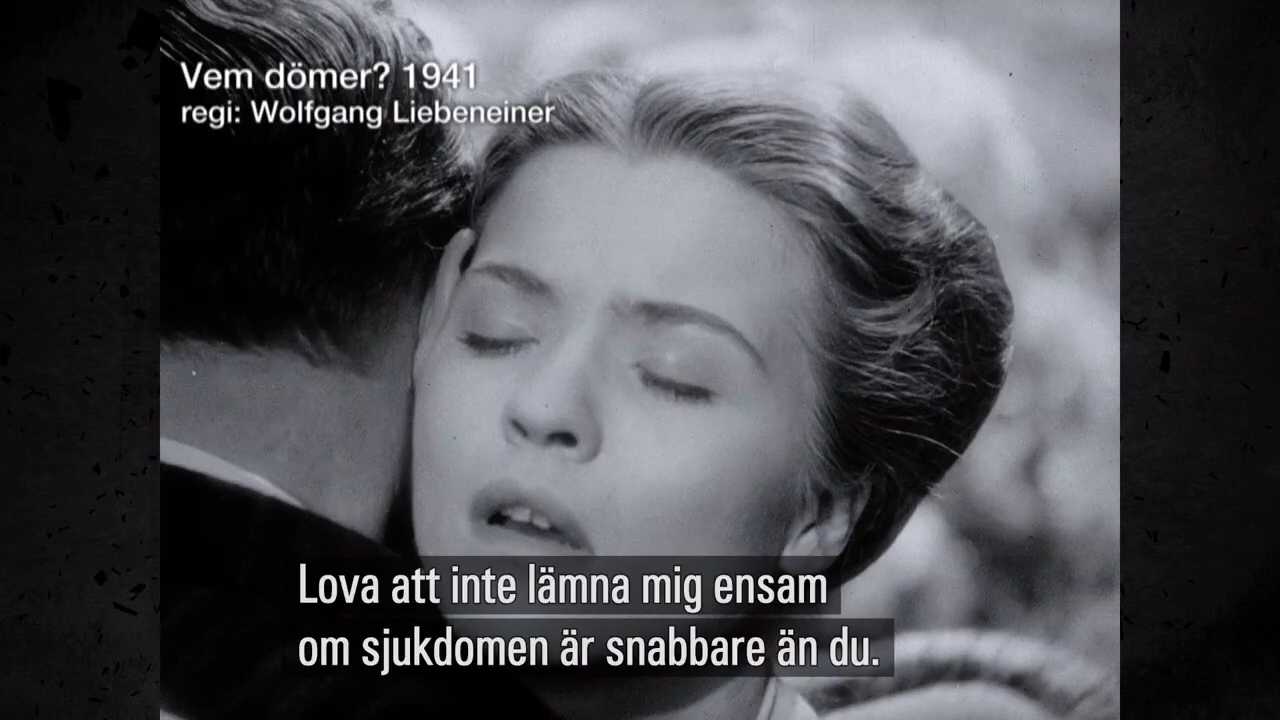 Vem dömer? 1941
regi: Wolfgang Liebeneiner
Lova att inte lämna mig ensam
om sjukdomen är snabbare än du.